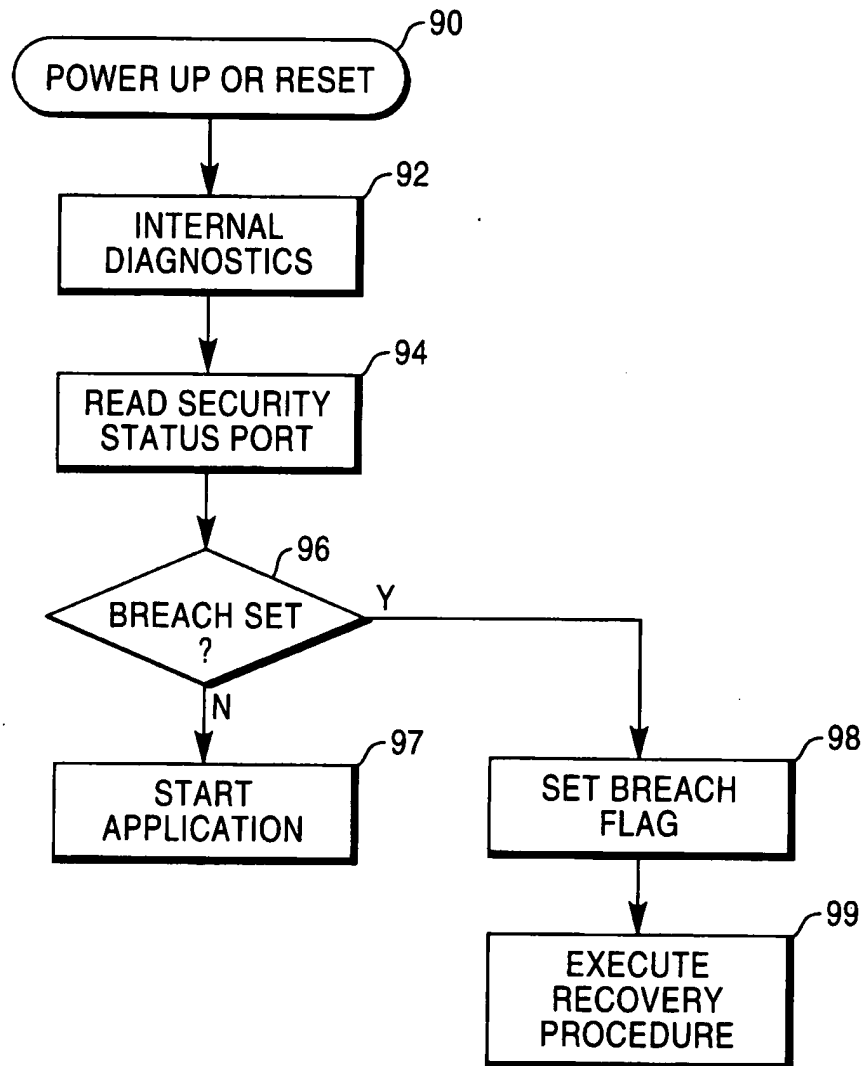 90
POWER UP OR RESET
92
INTERNAL
DIAGNOSTICS
94
READ SECURITY
STATUS PORT
96
BREACH SET
?
Y
N
97
START
APPLICATION
98
SET BREACH
FLAG
99
EXECUTE
RECOVERY
PROCEDURE